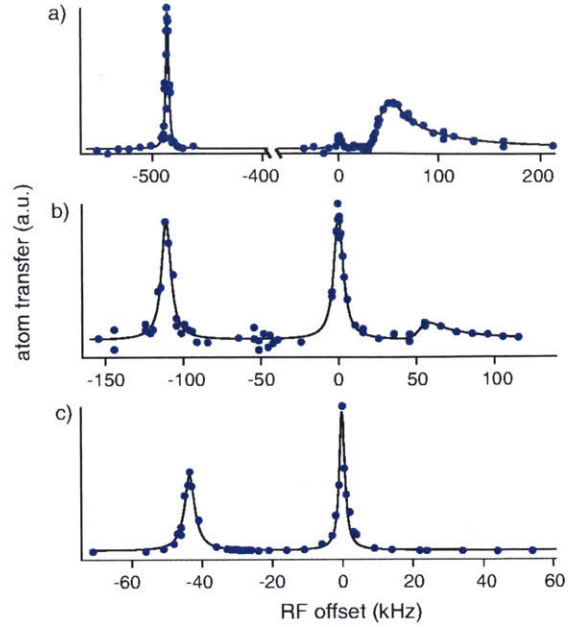 a)
-500 -400 0 100 200
atom transfer (a.u.)
b)
-150 -100 -50 0 50 100
c)
-60 -40 -20 0 20 40 60
RF offset (kHz)